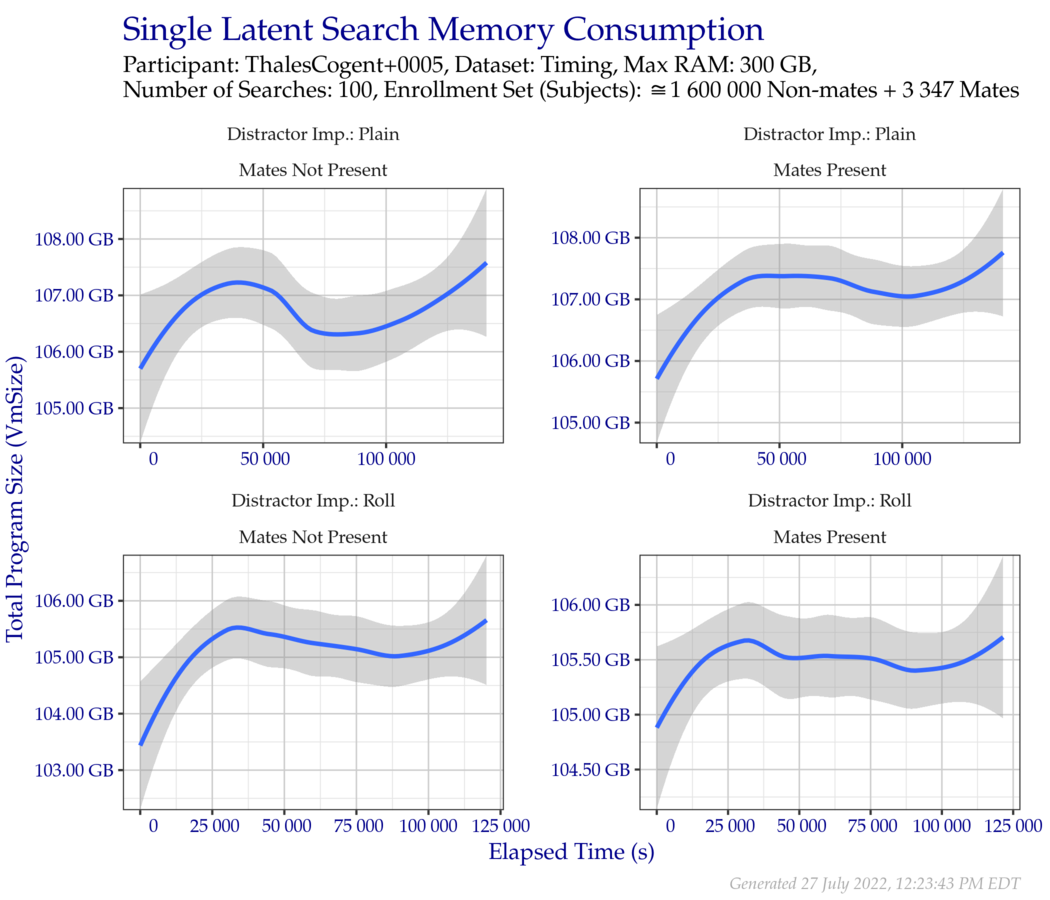 Single Latent Search Memory Consumption
Participant: ThalesCogent+0005, Dataset: Timing, Max RAM: 300 GB,
Number of Searches: 100, Enrollment Set (Subjects): ≅1 600 000 Non-mates + 3 347 Mates
Distractor Imp.: Plain
Mates Not Present
108.00 GB
107.00 GB
106.00 GB
105.00 GB
0 50 000 100 000
Distractor Imp.: Plain
Mates Present
108.00 GB
107.00 GB
106.00 GB
105.00 GB
0 50 000 100 000
Distractor Imp.: Roll
Mates Not Present
106.00 GB
105.00 GB
104.00 GB
103.00 GB
0 25 000 50 000 75 000 100 000 125 000
Distractor Imp.: Roll
Mates Present
106.00 GB
105.50 GB
105.00 GB
104.50 GB
0 25 000 50 000 75 000 100 000 125 000
Total Program Size (VmSize)
Elapsed Time (s)
Generated 27 July 2022, 12:23:43 PM EDT